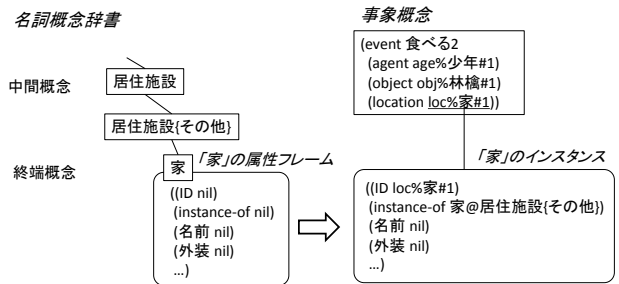 名詞概念辞書
中間概念
居住施設
居住施設{その他}
終端概念
家
「家」の属性フレーム
((ID nil)
(instance-of nil)
(名前 nil)
(外装 nil)
...)
事象概念
(event 食べる2
(agent age%少年#1)
(object obj%林檎#1)
(location loc%家#1))
「家」のインスタンス
((ID loc%家#1)
(instance-of 家@居住施設{その他})
(名前 nil)
(外装 nil)
...)